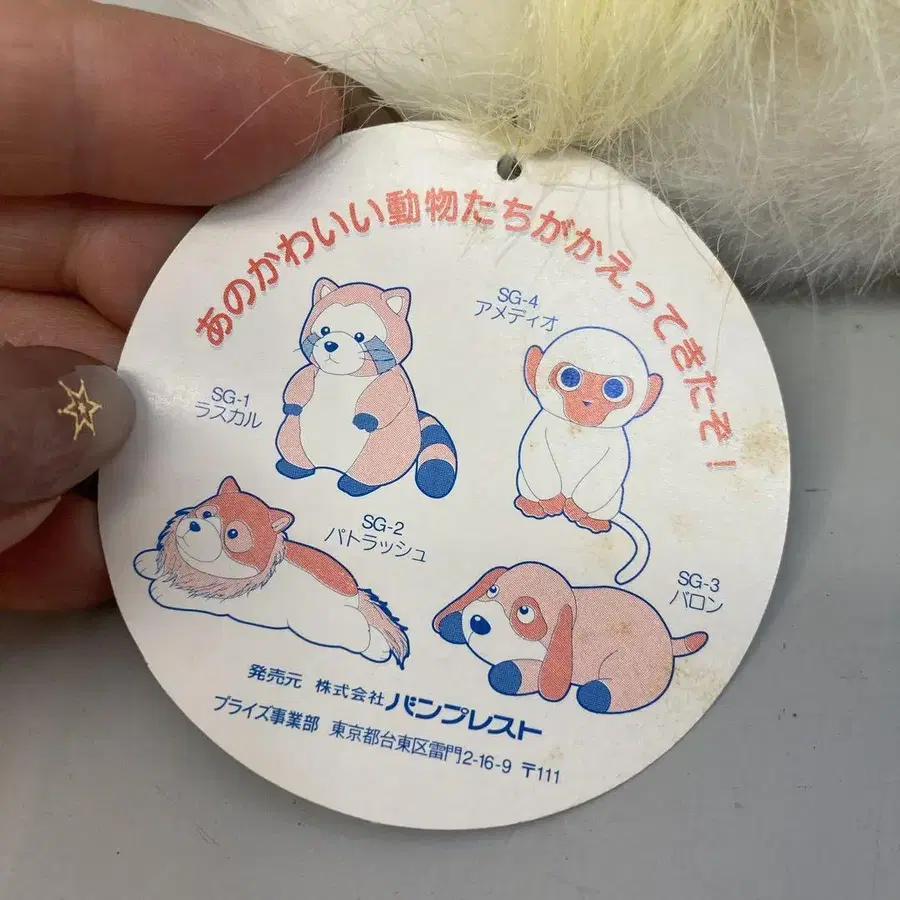 あのかわいい動物たちがかえってきたぞ！
SG-4
アメディオ
SG-1
ラスカル
SG-2
パトラッシュ
SG-3
バロン
発売元 株式会社バンプレスト
プライズ事業部 東京都台東区雷門2-16-9 〒111